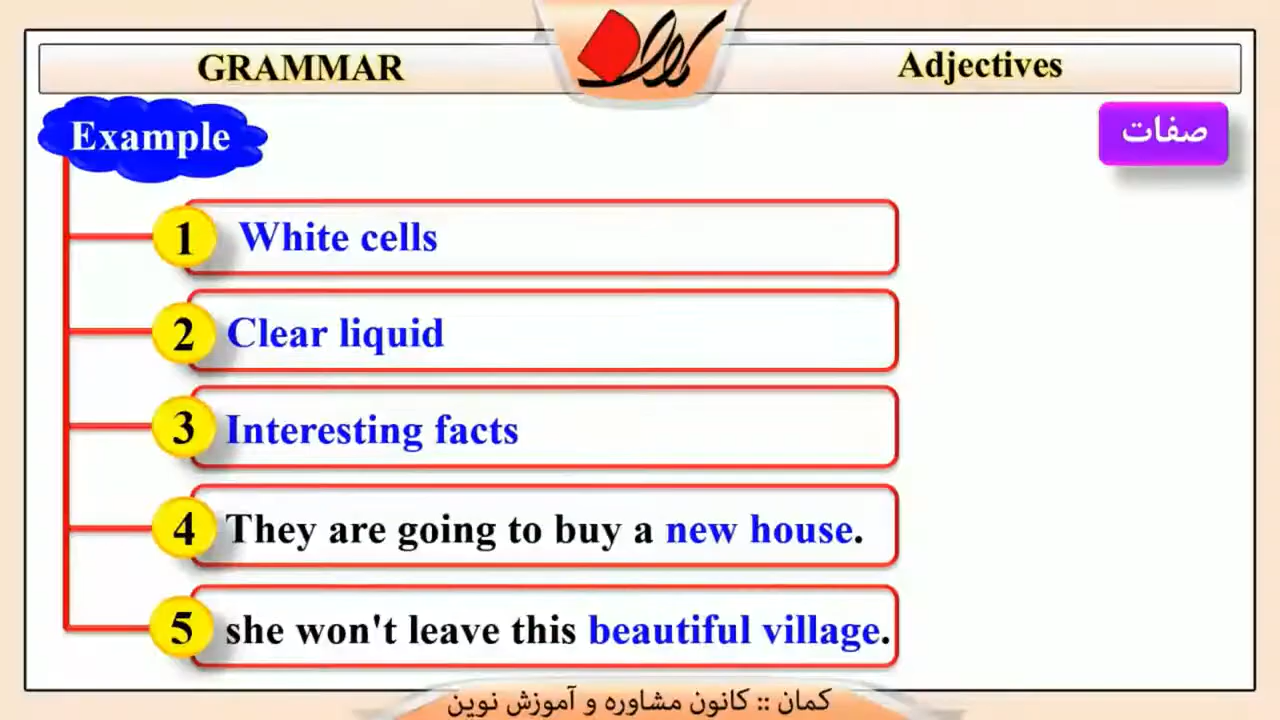 GRAMMAR
کمان
Adjectives
Example
صفات
1 White cells
2 Clear liquid
3 Interesting facts
4 They are going to buy a new house.
5 she won't leave this beautiful village.
کمان :: کانون مشاوره و آموزش نوین